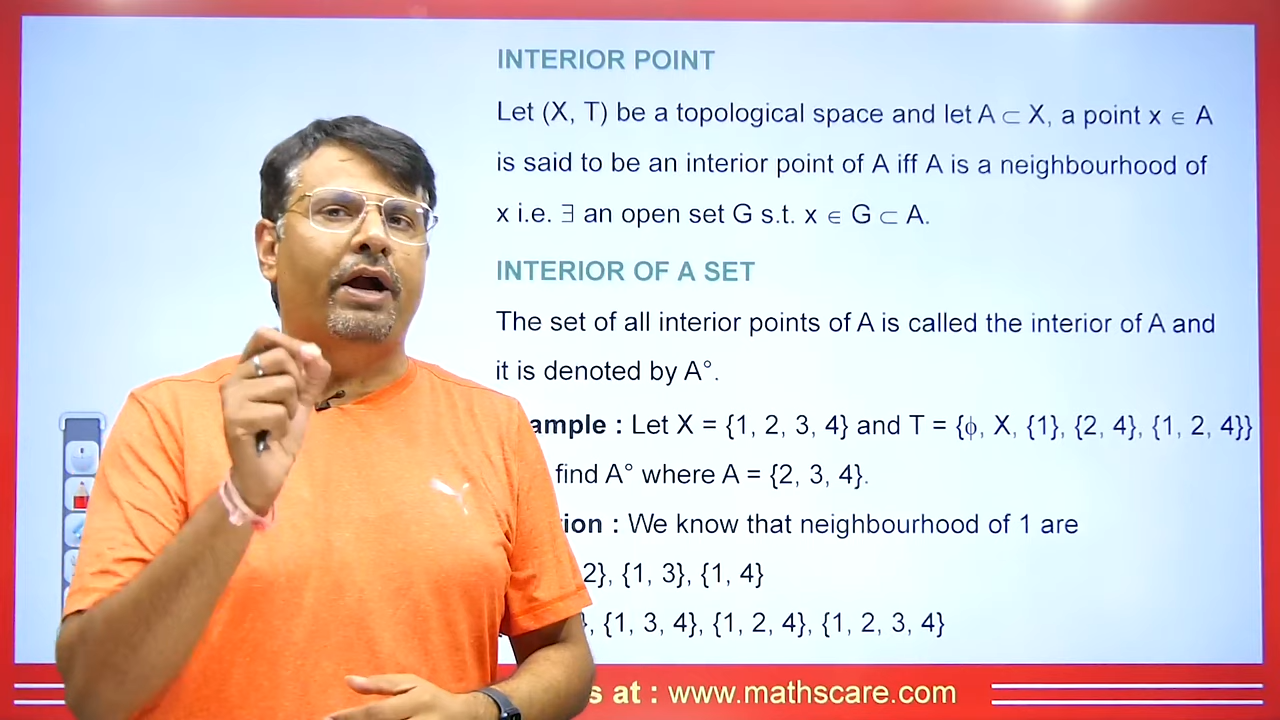 INTERIOR POINT
Let (X, T) be a topological space and let A ⊂ X, a point x ∈ A
is said to be an interior point of A iff A is a neighbourhood of
x i.e. ∃ an open set G s.t. x ∈ G ⊂ A.
INTERIOR OF A SET
The set of all interior points of A is called the interior of A and
it is denoted by A°.
ample : Let X = {1, 2, 3, 4} and T = {ϕ, X, {1}, {2, 4}, {1, 2, 4}}
find A° where A = {2, 3, 4}.
ion : We know that neighbourhood of 1 are
2}, {1, 3}, {1, 4}
}, {1, 3, 4}, {1, 2, 4}, {1, 2, 3, 4}
s at : www.mathscare.com